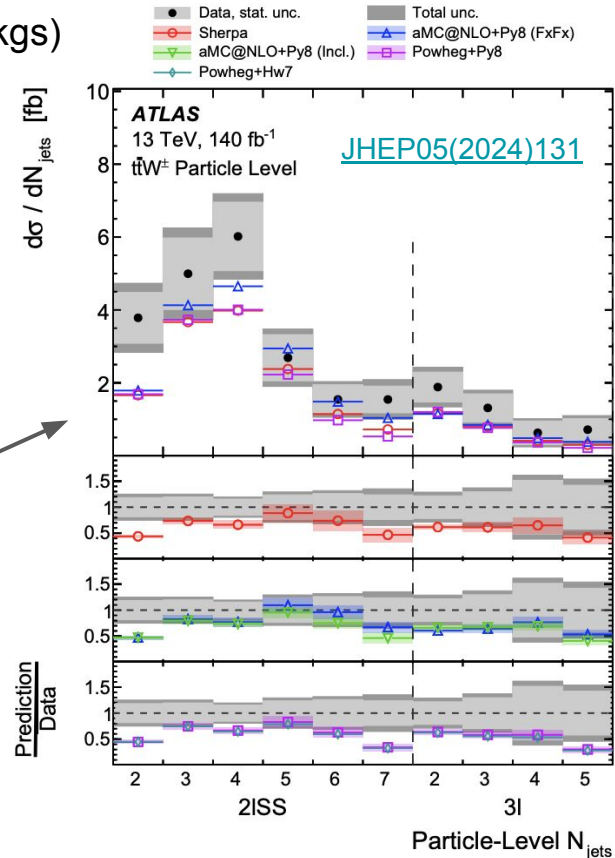 kgs)
Data, stat. unc.
Total unc.
Sherpa
aMC@NLO+Py8 (FxFx)
aMC@NLO+Py8 (Incl.)
Powheg+Py8
Powheg+Hw7
dσ / dN_jets [fb]
10
8
6
4
2
ATLAS
13 TeV, 140 fb⁻¹
tt̄W± Particle Level
JHEP05(2024)131
1.5
1
0.5
1.5
1
0.5
Prediction
Data
1.5
1
0.5
2 3 4 5 6 7 2 3 4 5
2lSS 3l
Particle-Level N_jets